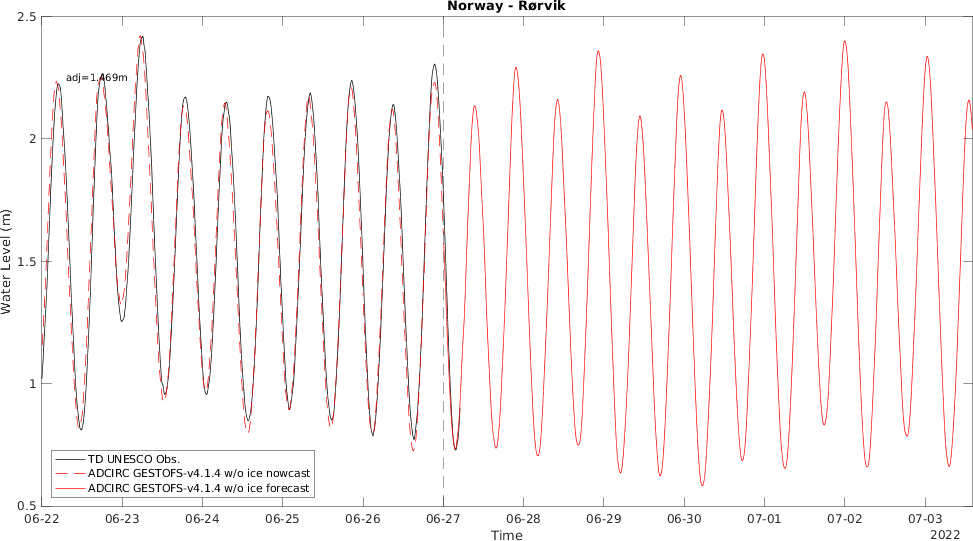 Norway - Rørvik
2.5
2
1.5
1
0.5
Water Level (m)
adj=1.469m
TD UNESCO Obs.
ADCIRC GESTOFS-v4.1.4 w/o ice nowcast
ADCIRC GESTOFS-v4.1.4 w/o ice forecast
06-22 06-23 06-24 06-25 06-26 06-27 06-28 06-29 06-30 07-01 07-02 07-03
2022
Time